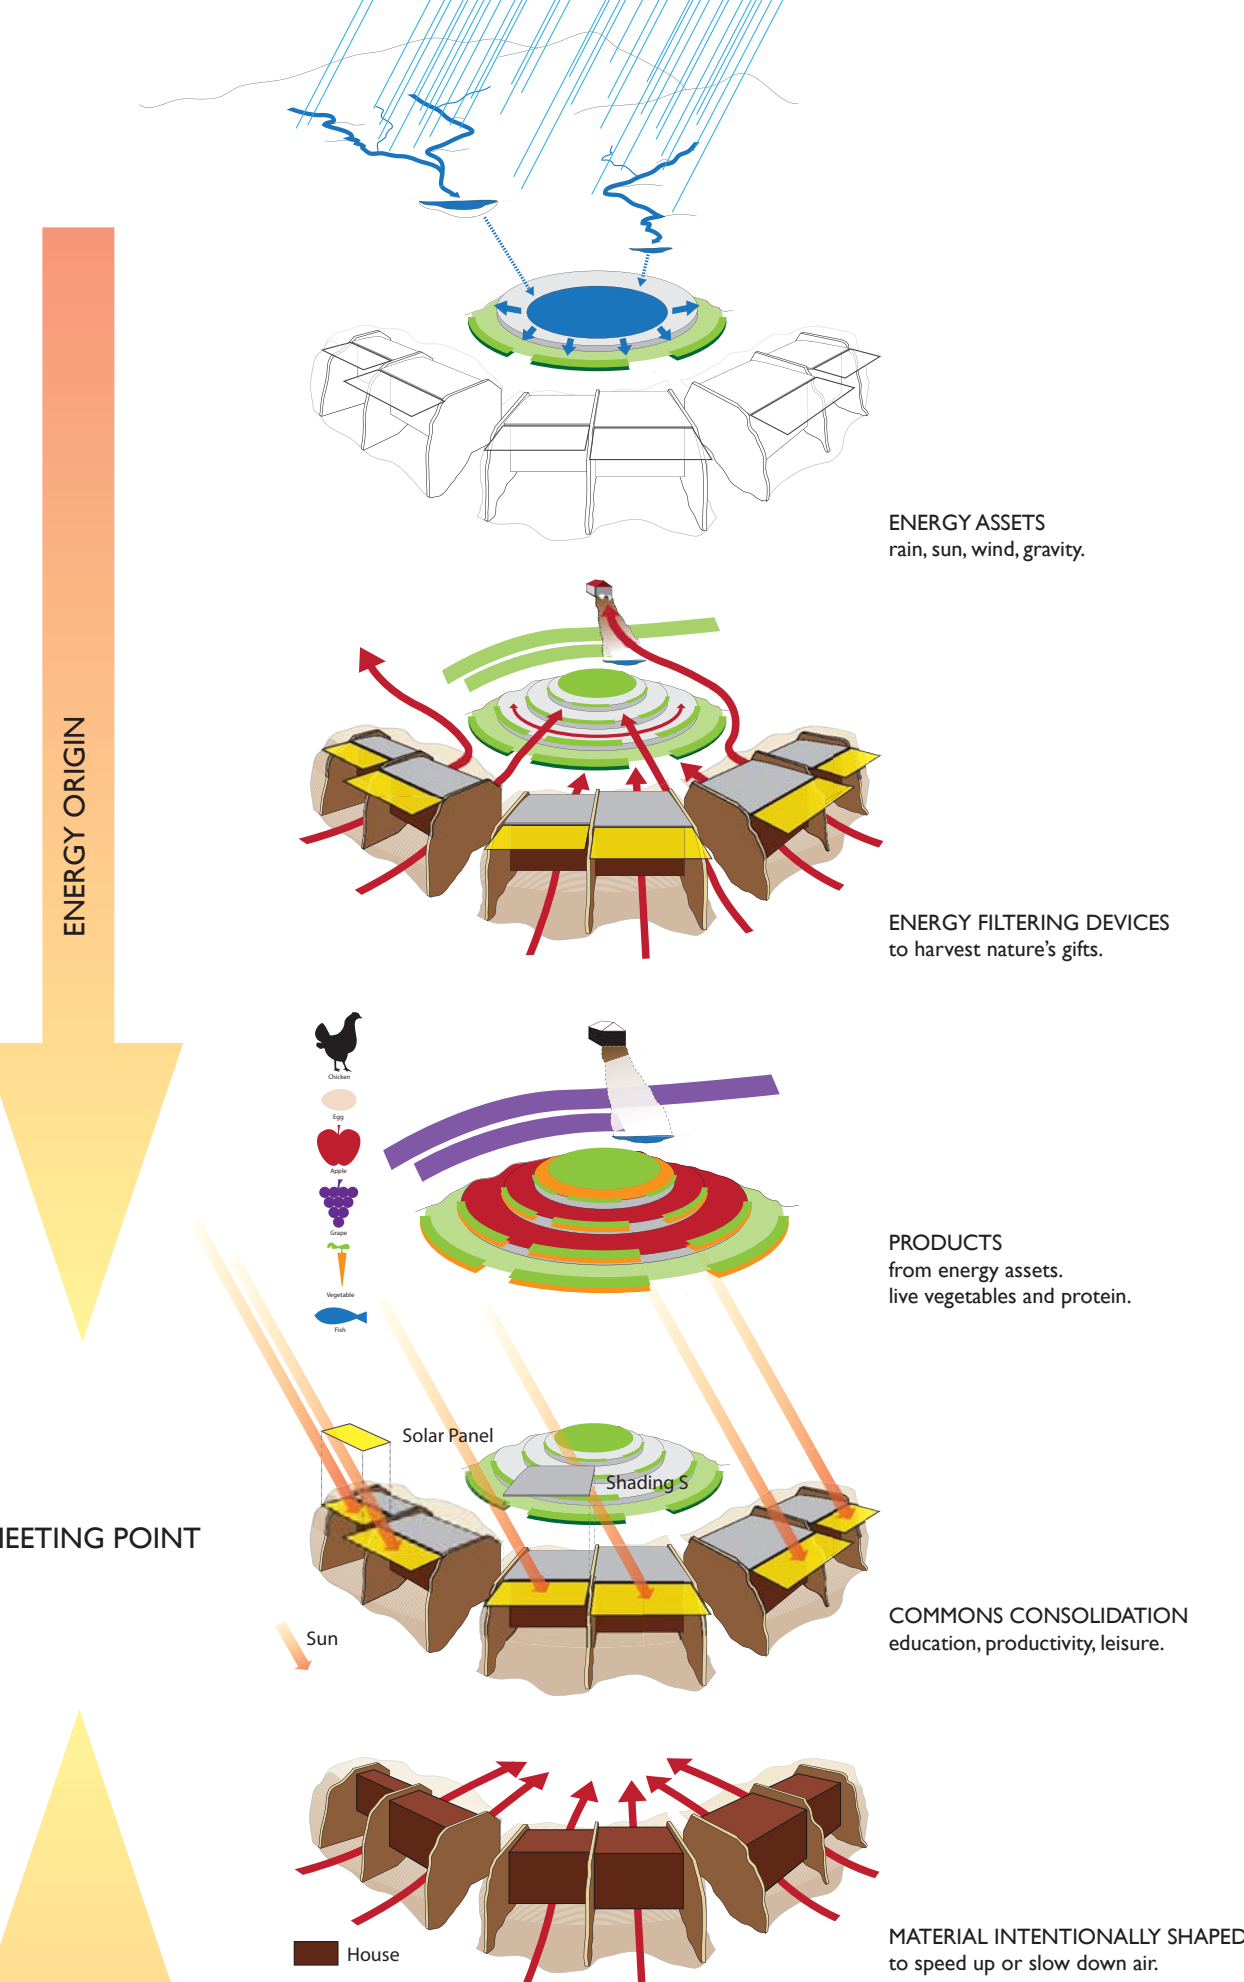 ENERGY ASSETS
rain, sun, wind, gravity.
ENERGY ORIGIN
ENERGY FILTERING DEVICES
to harvest nature's gifts.
Chicken
Egg
Apple
Grape
Vegetable
Fish
PRODUCTS
from energy assets.
live vegetables and protein.
Solar Panel
Shading S
EETING POINT
Sun
COMMONS CONSOLIDATION
education, productivity, leisure.
House
MATERIAL INTENTIONALLY SHAPED
to speed up or slow down air.